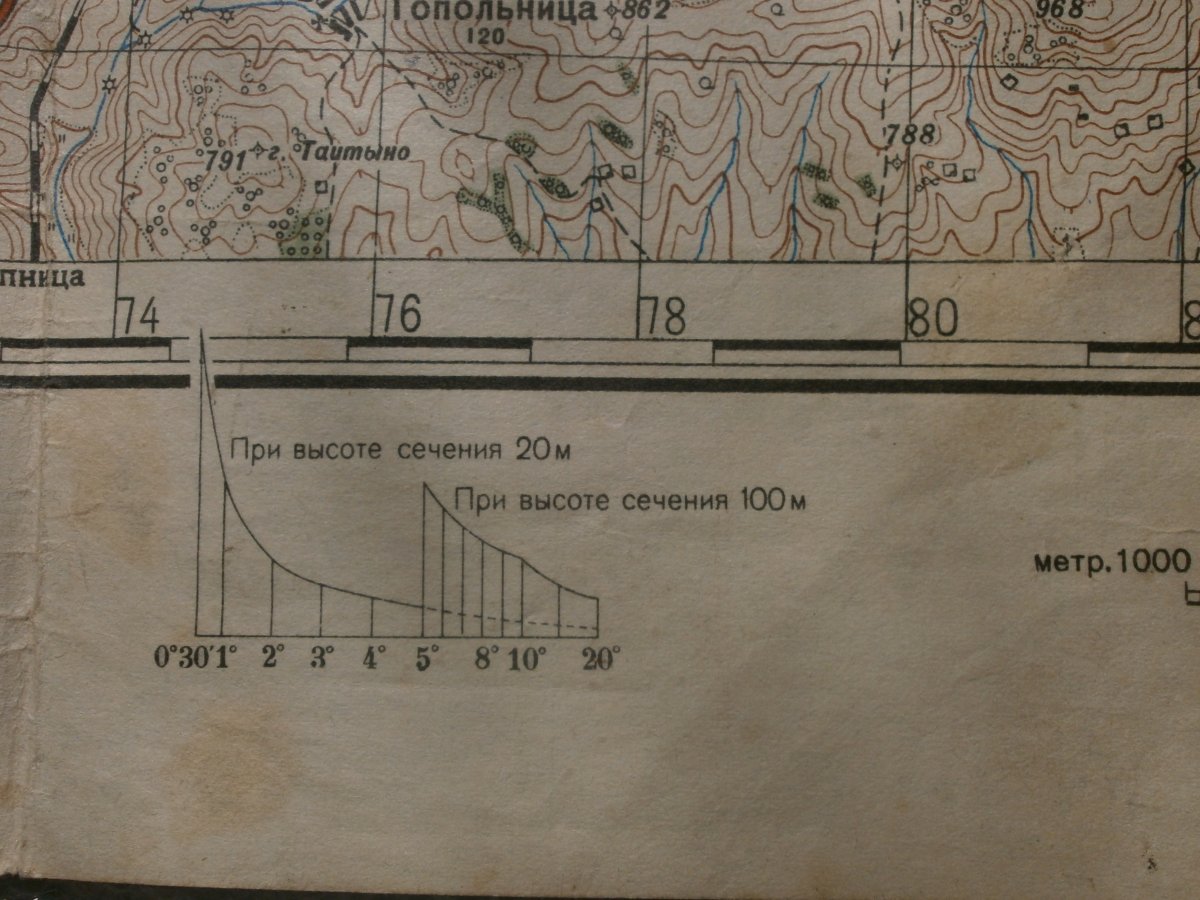 Топольница 862
120
968
791 г. Таитыно
788
74 76 78 80
При высоте сечения 20м
При высоте сечения 100м
метр.1000
0°30' 1° 2° 3° 4° 5° 8° 10° 20°